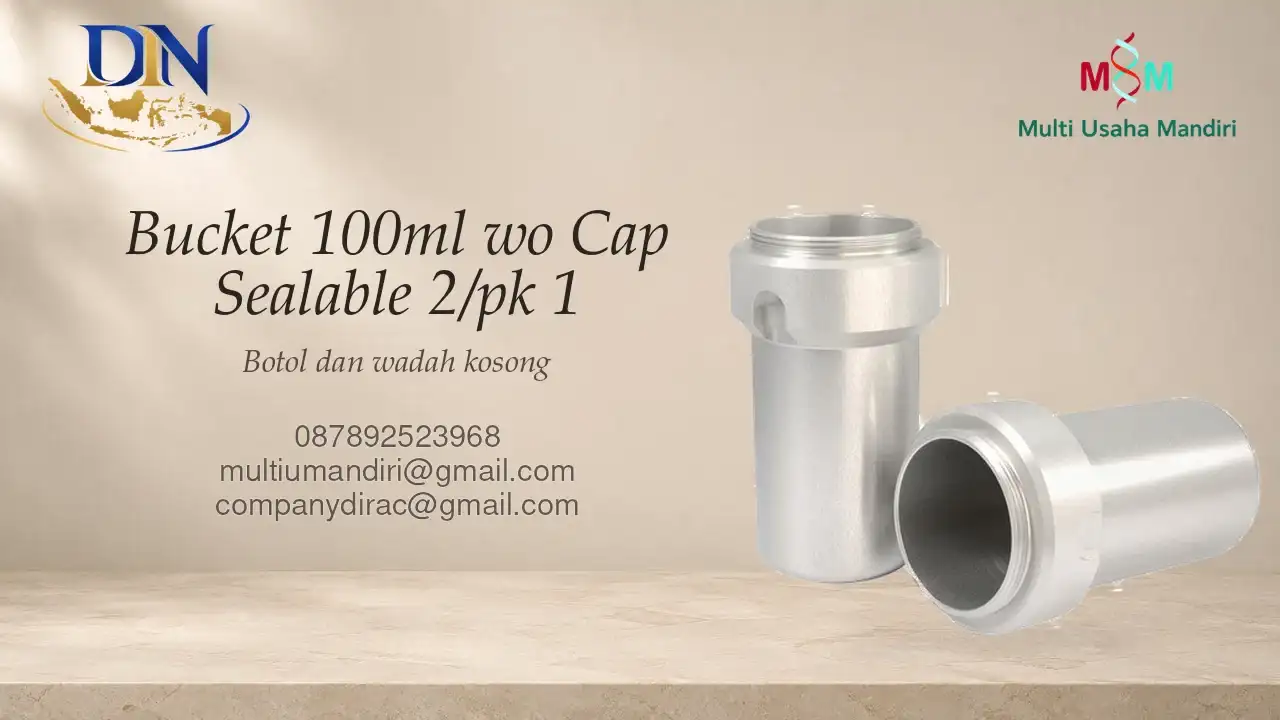 DN
M M
Multi Usaha Mandiri
Bucket 100ml wo Cap
Sealable 2/pk 1
Botol dan wadah kosong
087892523968
multiumandiri@gmail.com
companydirac@gmail.com